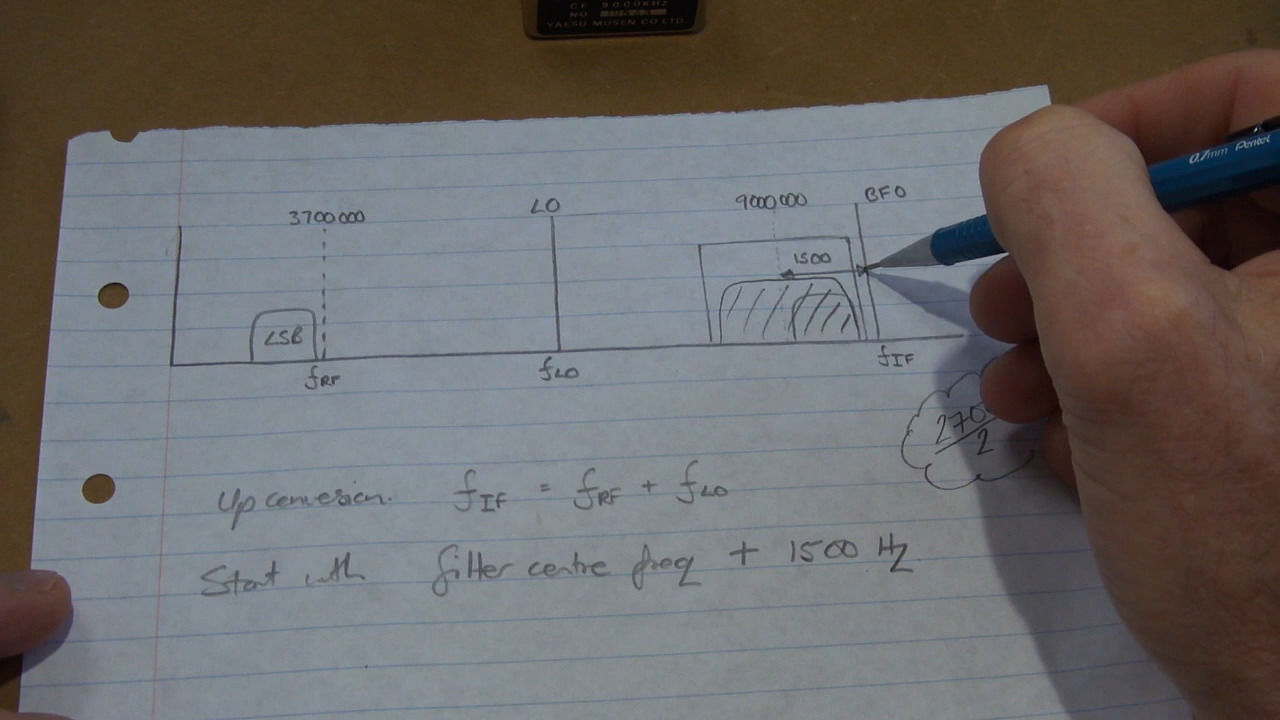 CF 9000KHz
NO
YAESU MUSEN CO LTD.
0.7mm Pentel
3700000
LO
9000000
BFO
1500
LSB
fRF
fLO
fIF
270
2
Up conversion. fIF = fRF + fLO
Start with filter centre freq + 1500 Hz